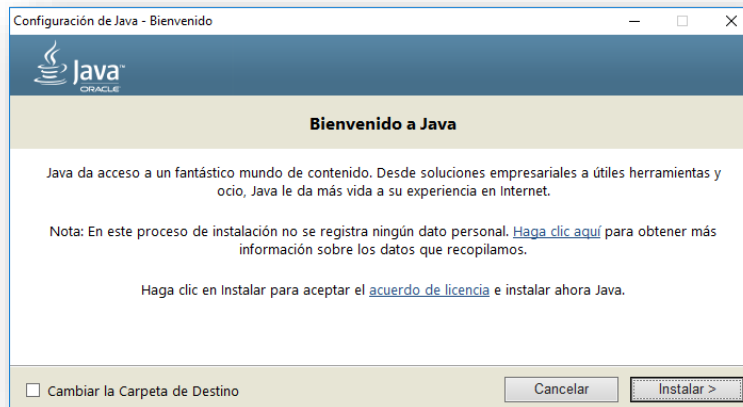 Configuración de Java - Bienvenido
Java™
ORACLE
Bienvenido a Java
Java da acceso a un fantástico mundo de contenido. Desde soluciones empresariales a útiles herramientas y
ocio, Java le da más vida a su experiencia en Internet.
Nota: En este proceso de instalación no se registra ningún dato personal. Haga clic aquí para obtener más
información sobre los datos que recopilamos.
Haga clic en Instalar para aceptar el acuerdo de licencia e instalar ahora Java.
Cambiar la Carpeta de Destino
Cancelar
Instalar >